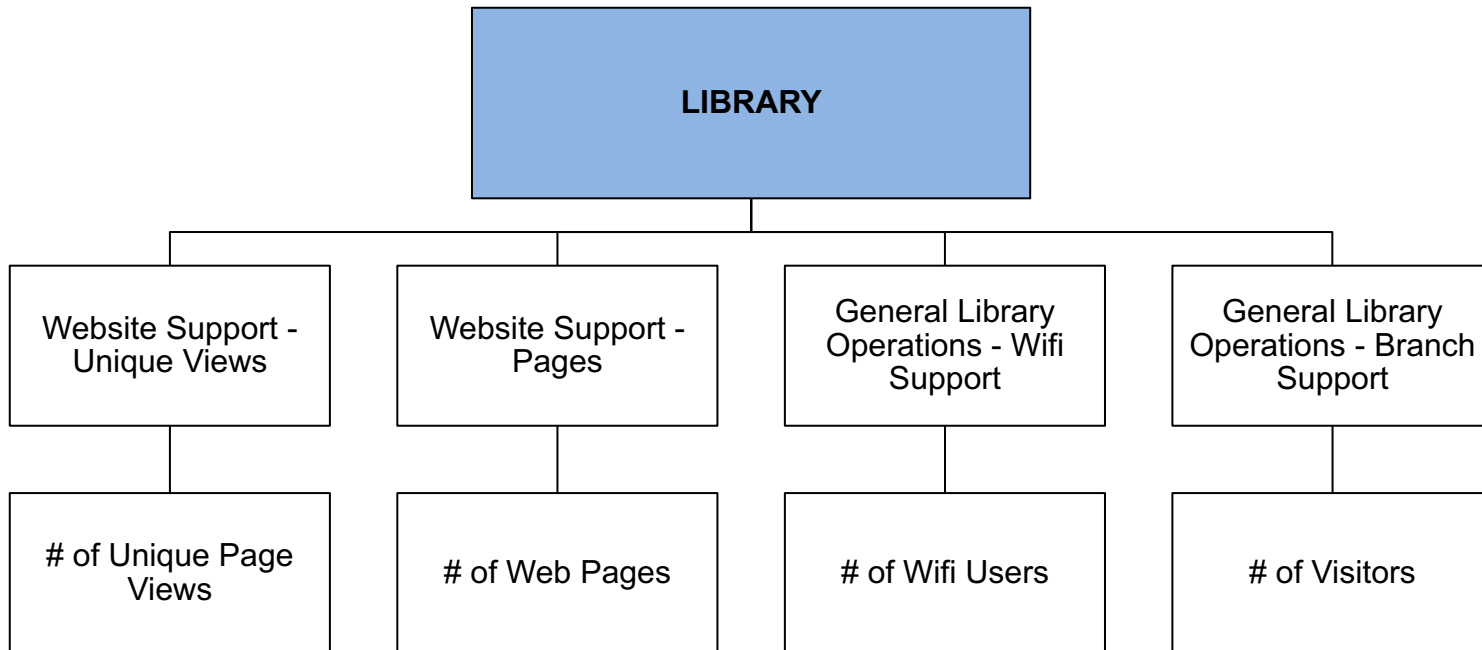 LIBRARY
Website Support -
Unique Views
Website Support -
Pages
General Library
Operations - Wifi
Support
General Library
Operations - Branch
Support
# of Unique Page
Views
# of Web Pages
# of Wifi Users
# of Visitors